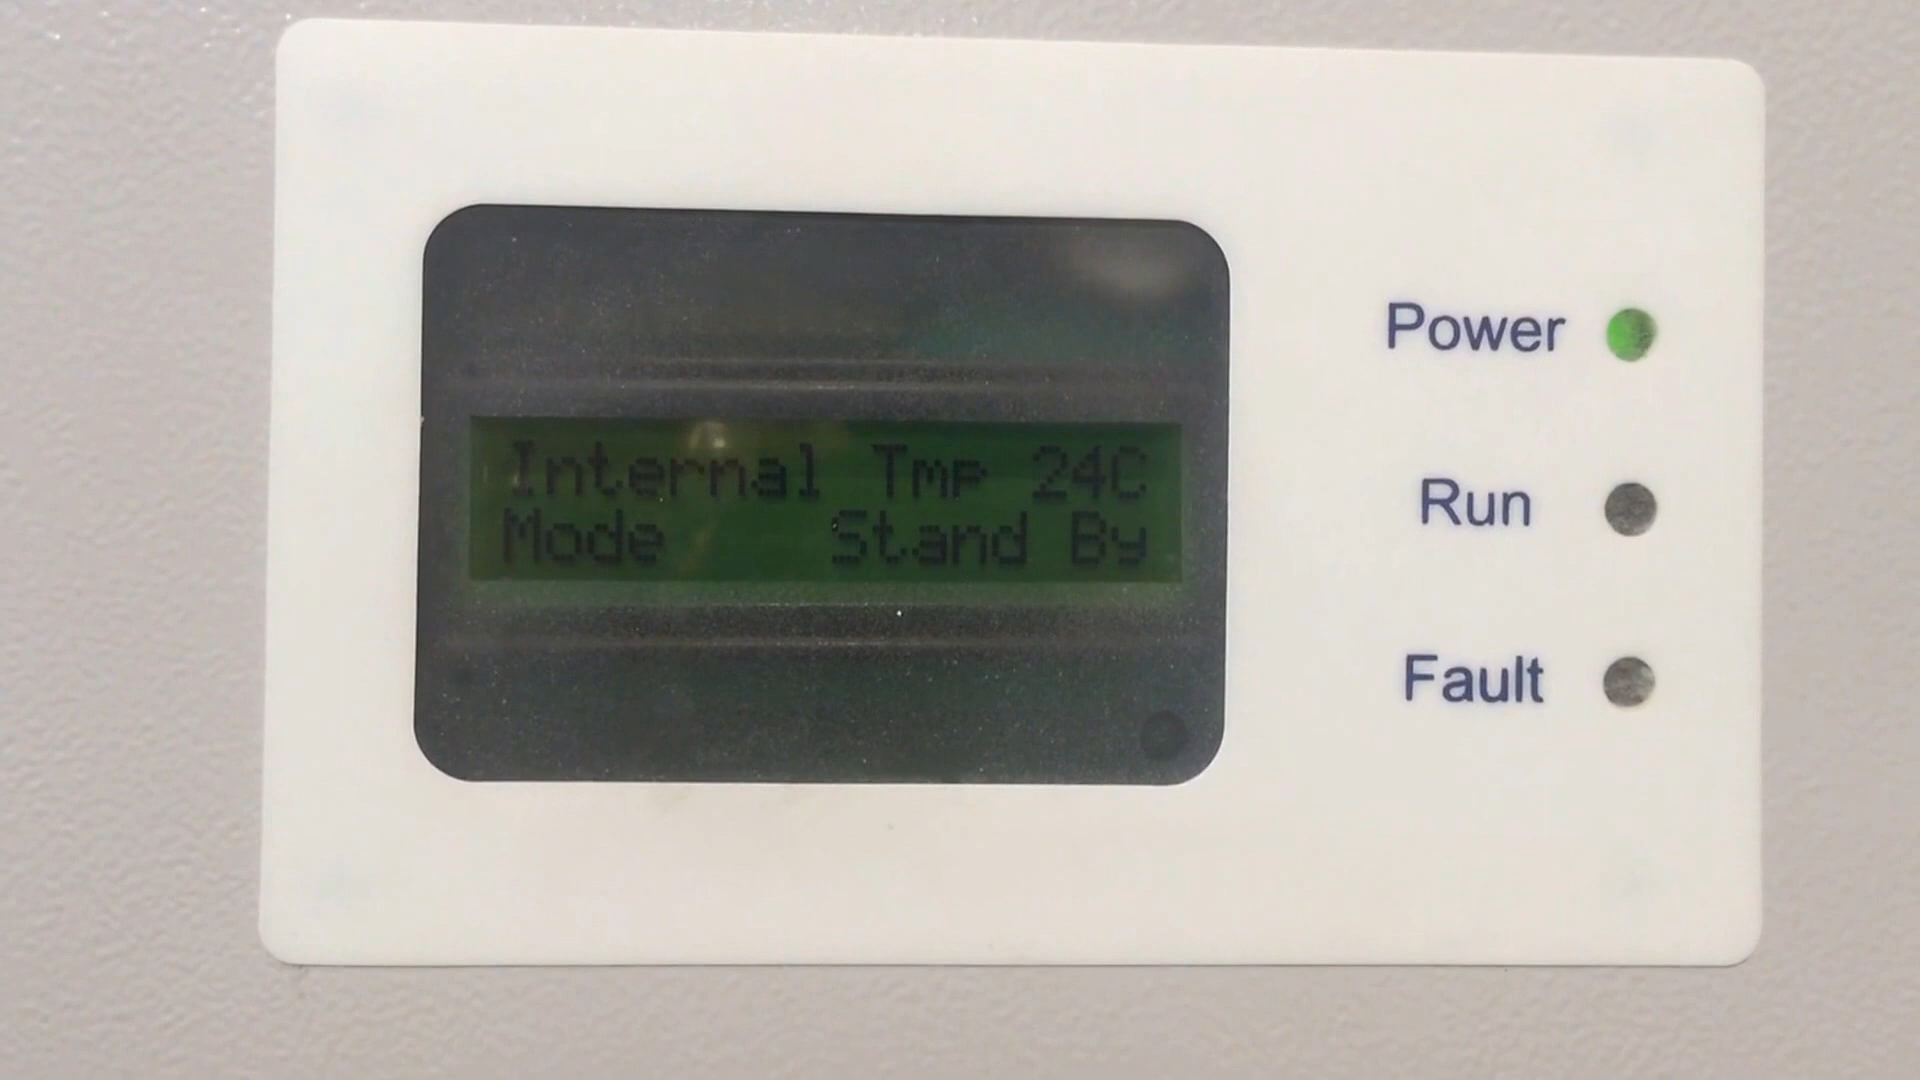 Internal Tmp 24C
Mode Stand By
Power
Run
Fault